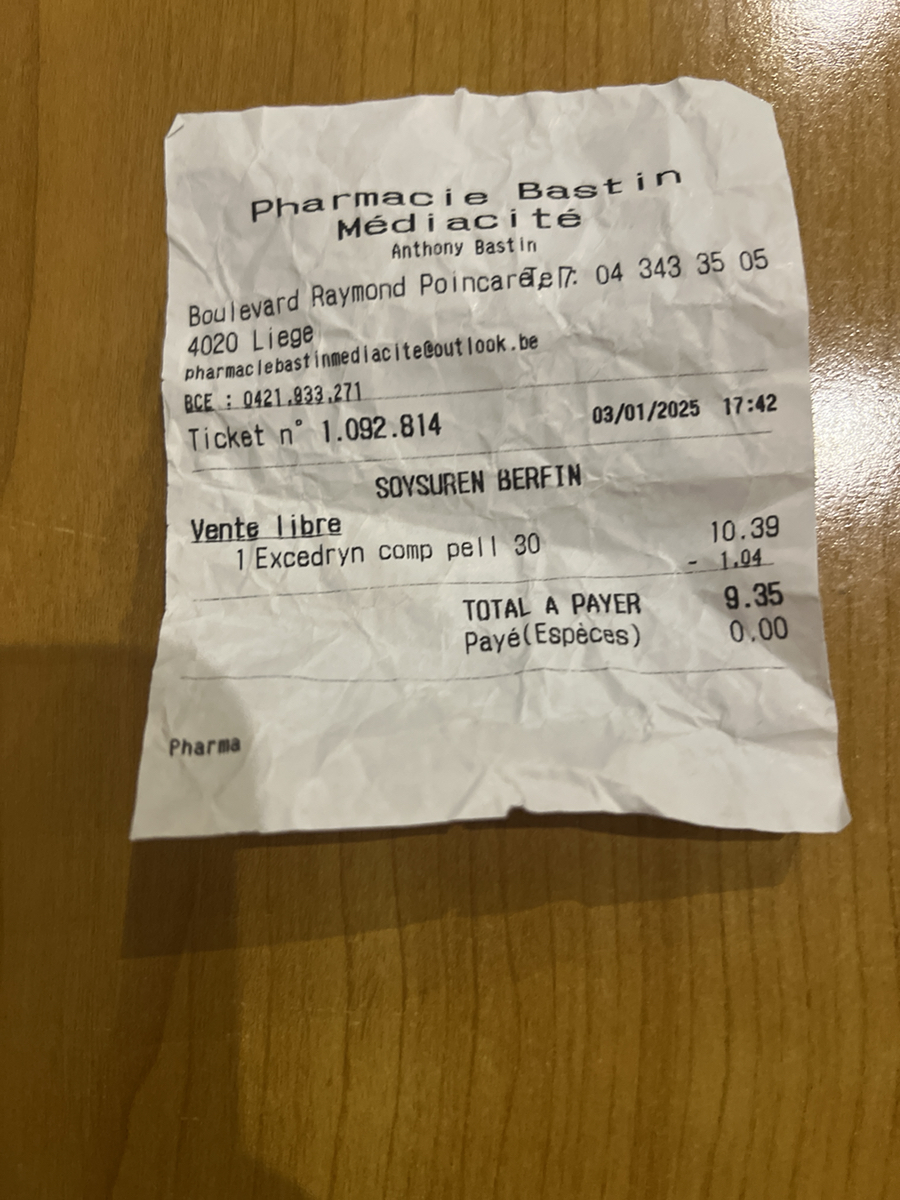 Pharmacie Bastin
Médiacité
Anthony Bastin
Boulevard Raymond Poincaré 7 Tel : 04 343 35 05
4020 Liege
pharmaciebastinmediacite@outlook.be
BCE : 0421.933.271
Ticket n° 1.092.814 03/01/2025 17:42
SOYSUREN BERFIN
Vente libre
1 Excedryn comp pell 30 10.39
- 1.04
TOTAL A PAYER 9.35
Payé(Espèces) 0.00
Pharma